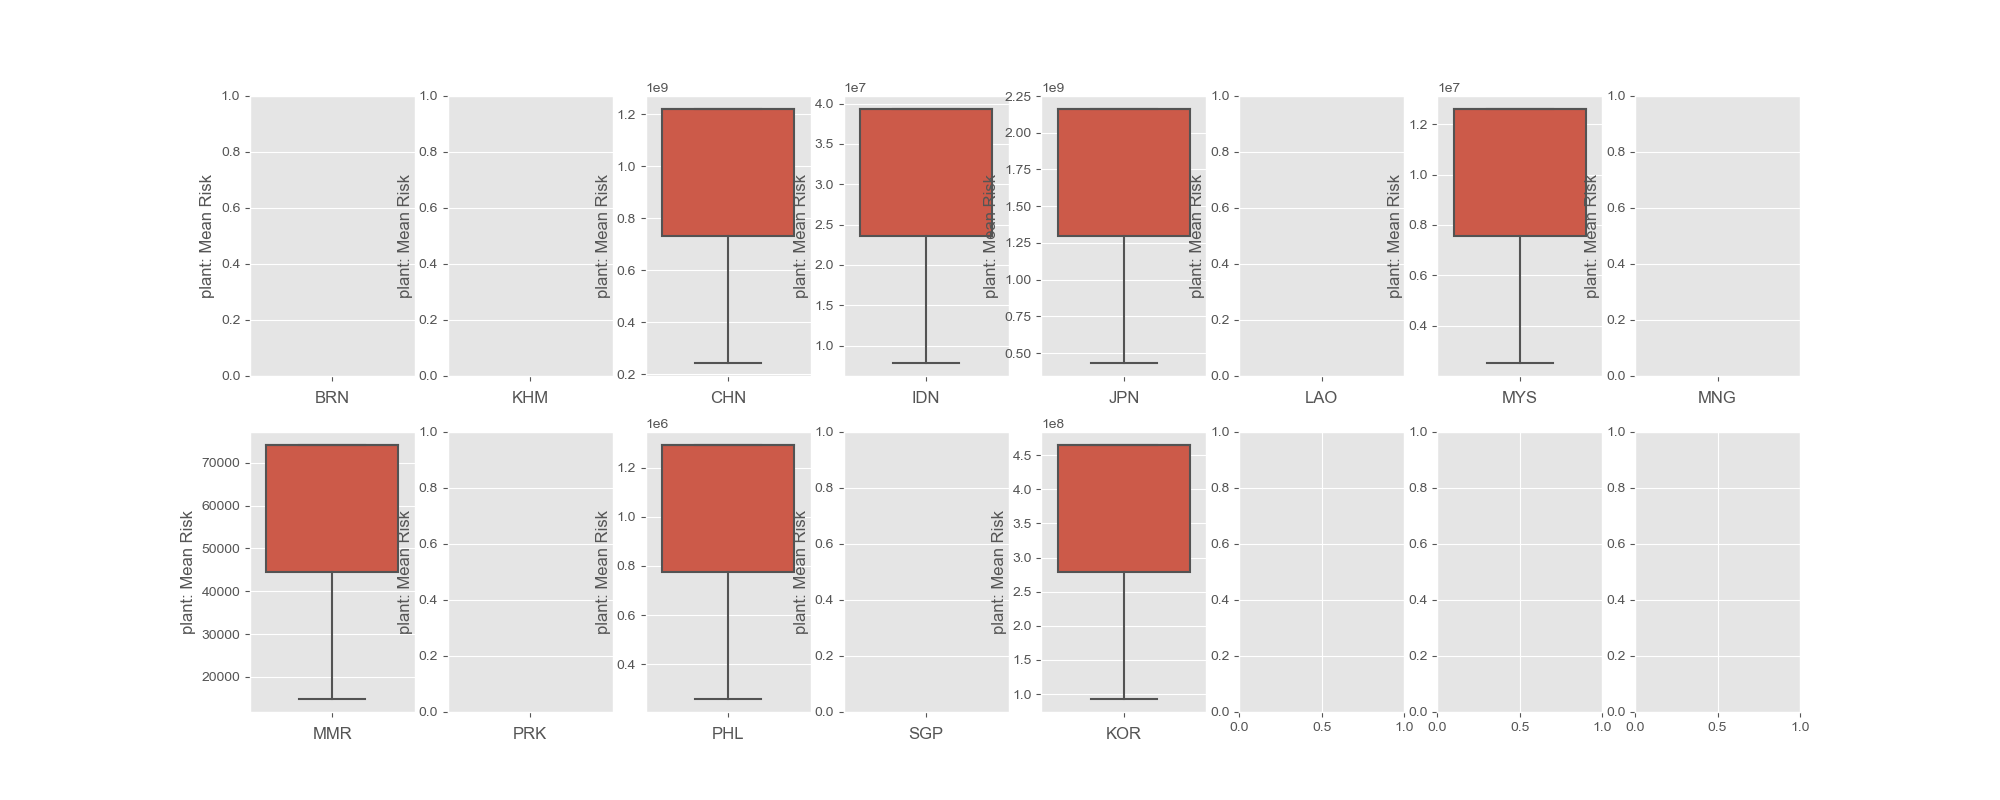 1e9 1e7 1e9 1e7
1.0 1.0 1.2 4.0 2.25 1.0 1.2 1.0
0.8 0.8 1.0 3.5 2.00 0.8 1.0 0.8
0.6 0.6 0.8 3.0 1.75 0.6 0.8 0.6
0.4 0.4 0.6 2.5 1.50 0.4 0.6 0.4
0.2 0.2 0.4 2.0 1.25 0.2 0.4 0.2
0.0 0.0 0.2 1.5 1.00 0.0 0.0
1.0 0.75
0.50
plant: Mean Risk plant: Mean Risk plant: Mean Risk plant: Mean Risk plant: Mean Risk plant: Mean Risk plant: Mean Risk plant: Mean Risk
BRN KHM CHN IDN JPN LAO MYS MNG
1e6 1e8
70000 1.0 1.2 1.0 4.5 1.0 1.0 1.0
60000 0.8 1.0 0.8 4.0 0.8 0.8 0.8
50000 0.6 0.8 0.6 3.5 0.6 0.6 0.6
40000 0.4 0.6 0.4 3.0 0.4 0.4 0.4
30000 0.2 0.4 0.2 2.5 0.2 0.2 0.2
20000 0.0 0.0 2.0 0.0 0.0 0.0
1.5
1.0
plant: Mean Risk plant: Mean Risk plant: Mean Risk plant: Mean Risk plant: Mean Risk
0.0 0.5 1.0 0.0 0.5 1.0 0.0 0.5 1.0
MMR PRK PHL SGP KOR